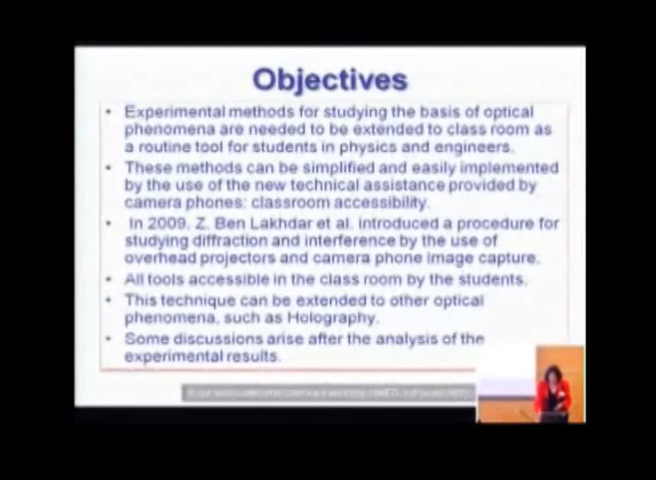 Objectives
• Experimental methods for studying the basis of optical
phenomena are needed to be extended to class room as
a routine tool for students in physics and engineers.
• These methods can be simplified and easily implemented
by the use of the new technical assistance provided by
camera phones: classroom accessibility.
• In 2009, Z. Ben Lakhdar et al. introduced a procedure for
studying diffraction and interference by the use of
overhead projectors and camera phone image capture.
• All tools accessible in the class room by the students.
• This technique can be extended to other optical
phenomena, such as Holography.
• Some discussions arise after the analysis of the
experimental results.